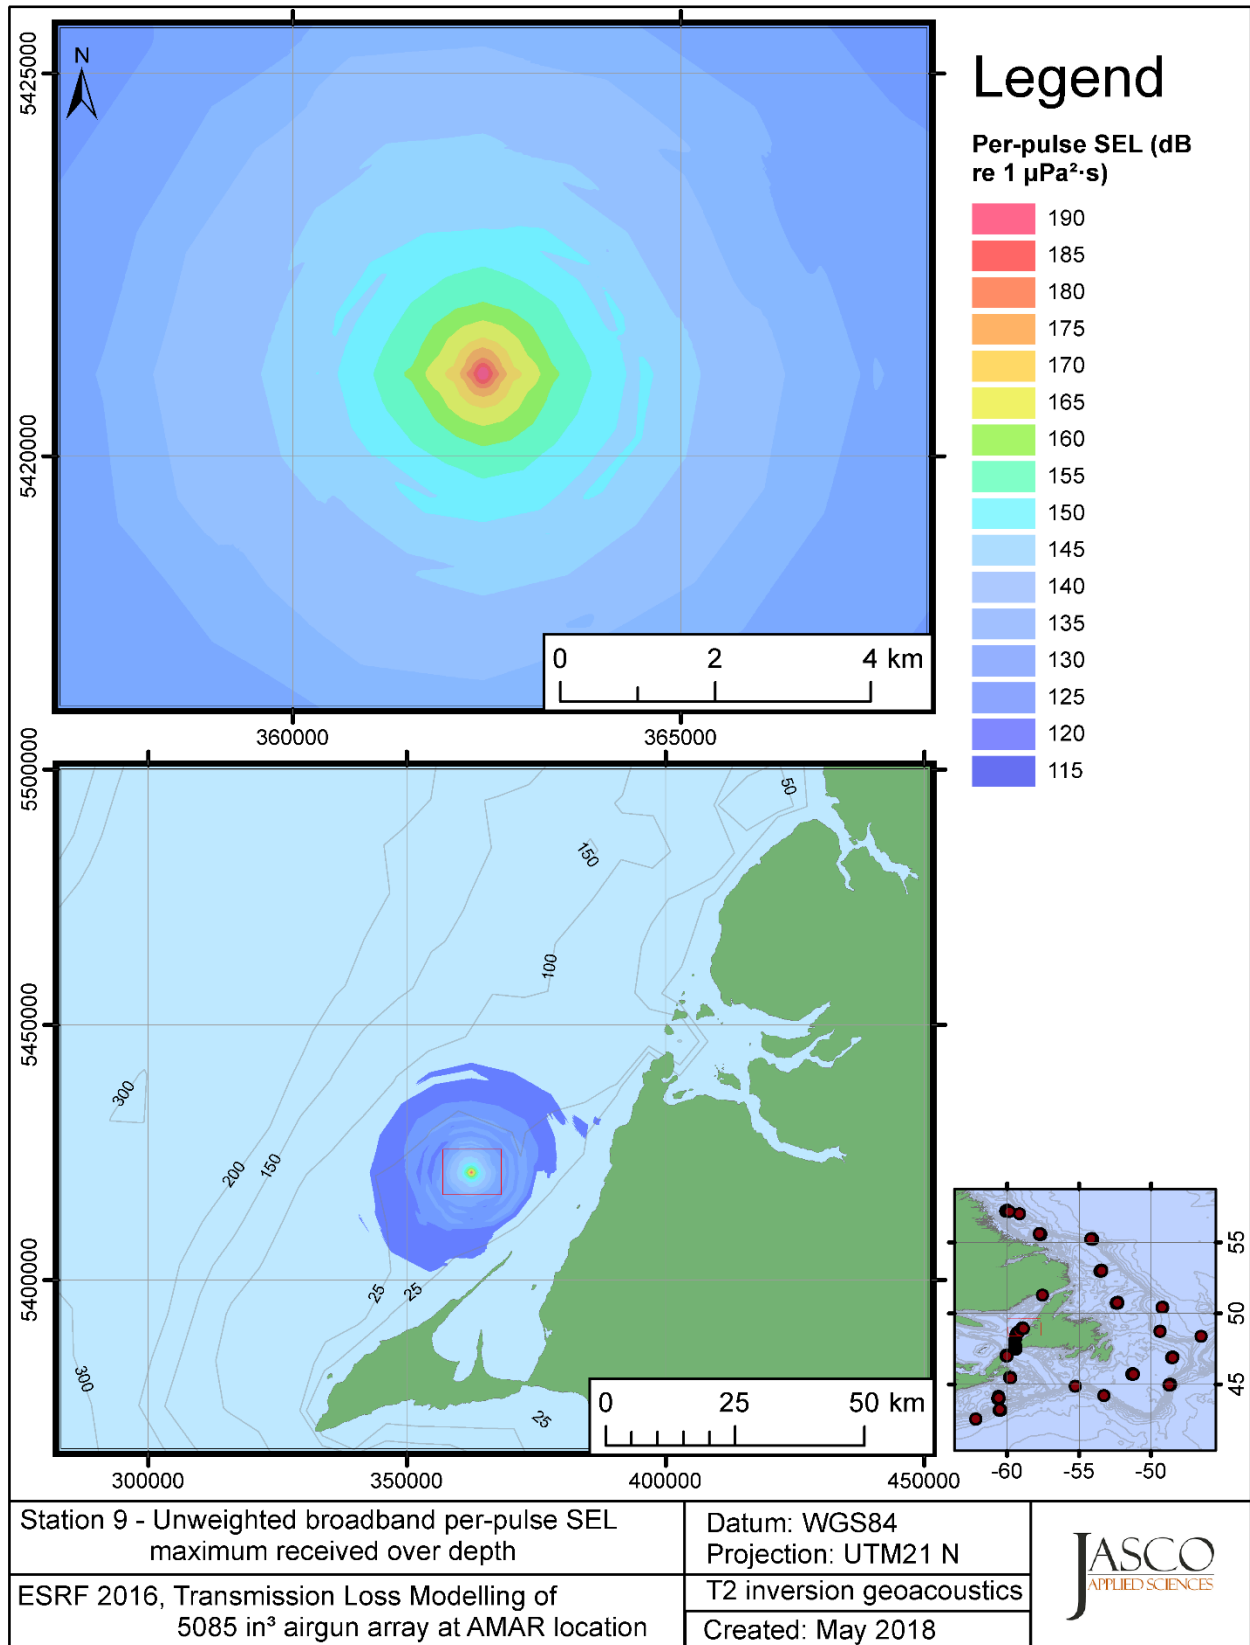 N
5425000
5420000
0 2 4 km
360000 365000
Legend
Per-pulse SEL (dB
re 1 µPa²·s)
190
185
180
175
170
165
160
155
150
145
140
135
130
125
120
115
5500000
5450000
5400000
50
150
100
300
200
150
25
25
300
25
0 25 50 km
300000 350000 400000 450000
55
50
45
-60 -55 -50
Station 9 - Unweighted broadband per-pulse SEL
maximum received over depth
ESRF 2016, Transmission Loss Modelling of
5085 in³ airgun array at AMAR location
Datum: WGS84
Projection: UTM21 N
T2 inversion geoacoustics
Created: May 2018
JASCO
APPLIED SCIENCES